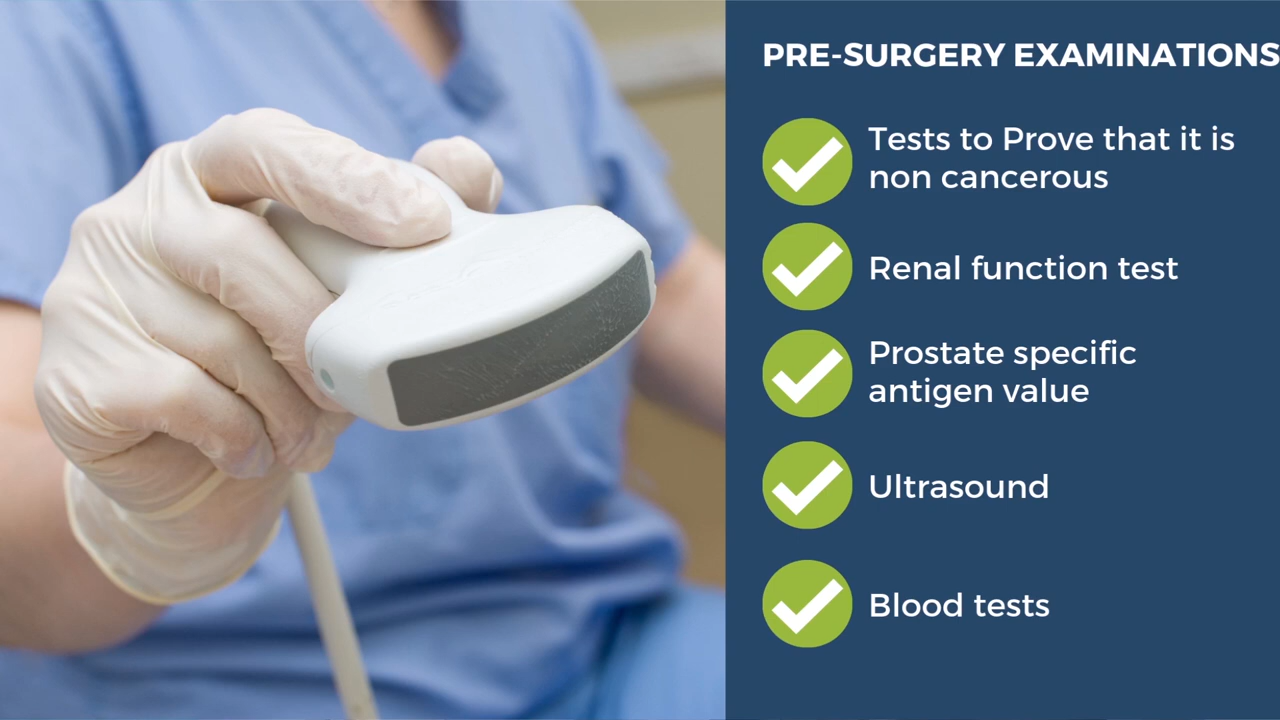 PRE-SURGERY EXAMINATIONS
Tests to Prove that it is
non cancerous
Renal function test
Prostate specific
antigen value
Ultrasound
Blood tests